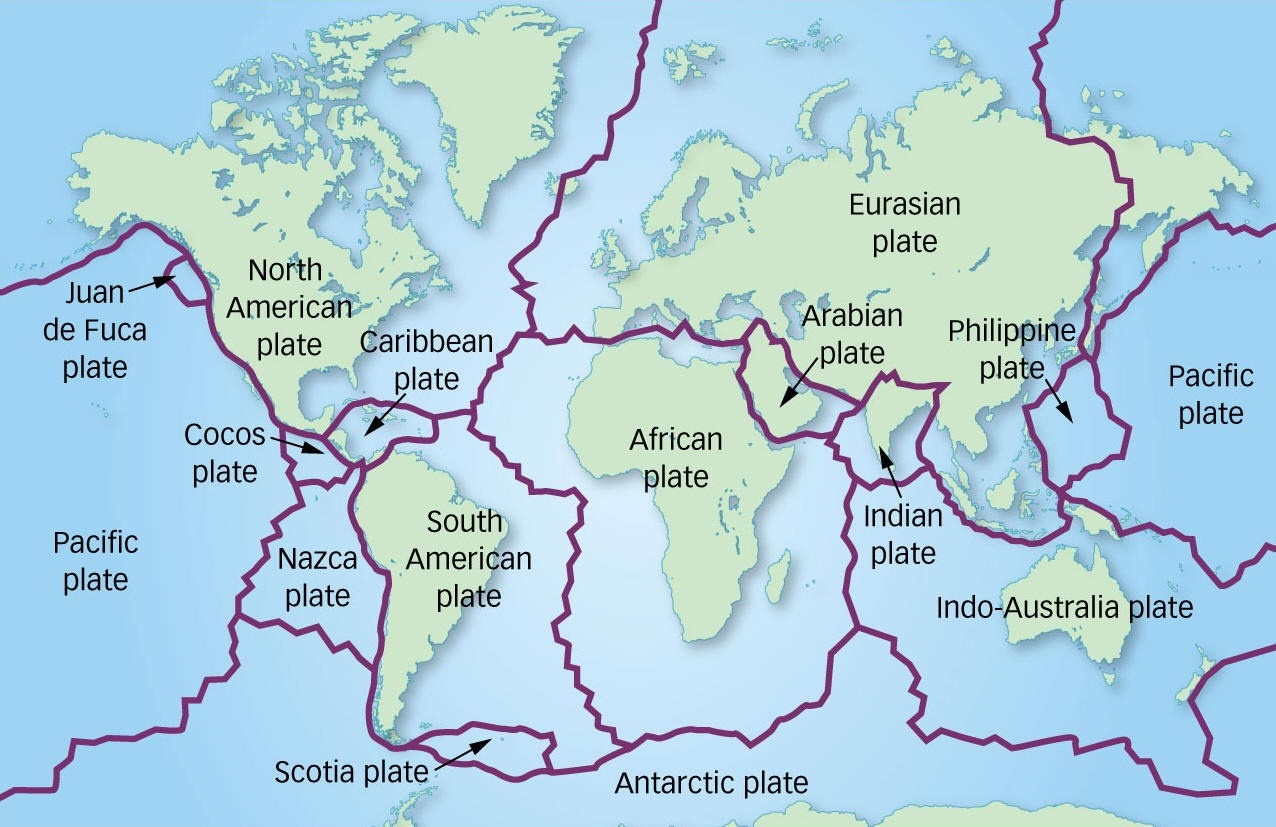 Eurasian
plate
North
American
plate
Juan
de Fuca
plate
Caribbean
plate
Arabian
plate
Philippine
plate
Pacific
plate
Cocos
plate
African
plate
Indian
plate
South
American
plate
Nazca
plate
Pacific
plate
Indo-Australia plate
Scotia plate
Antarctic plate